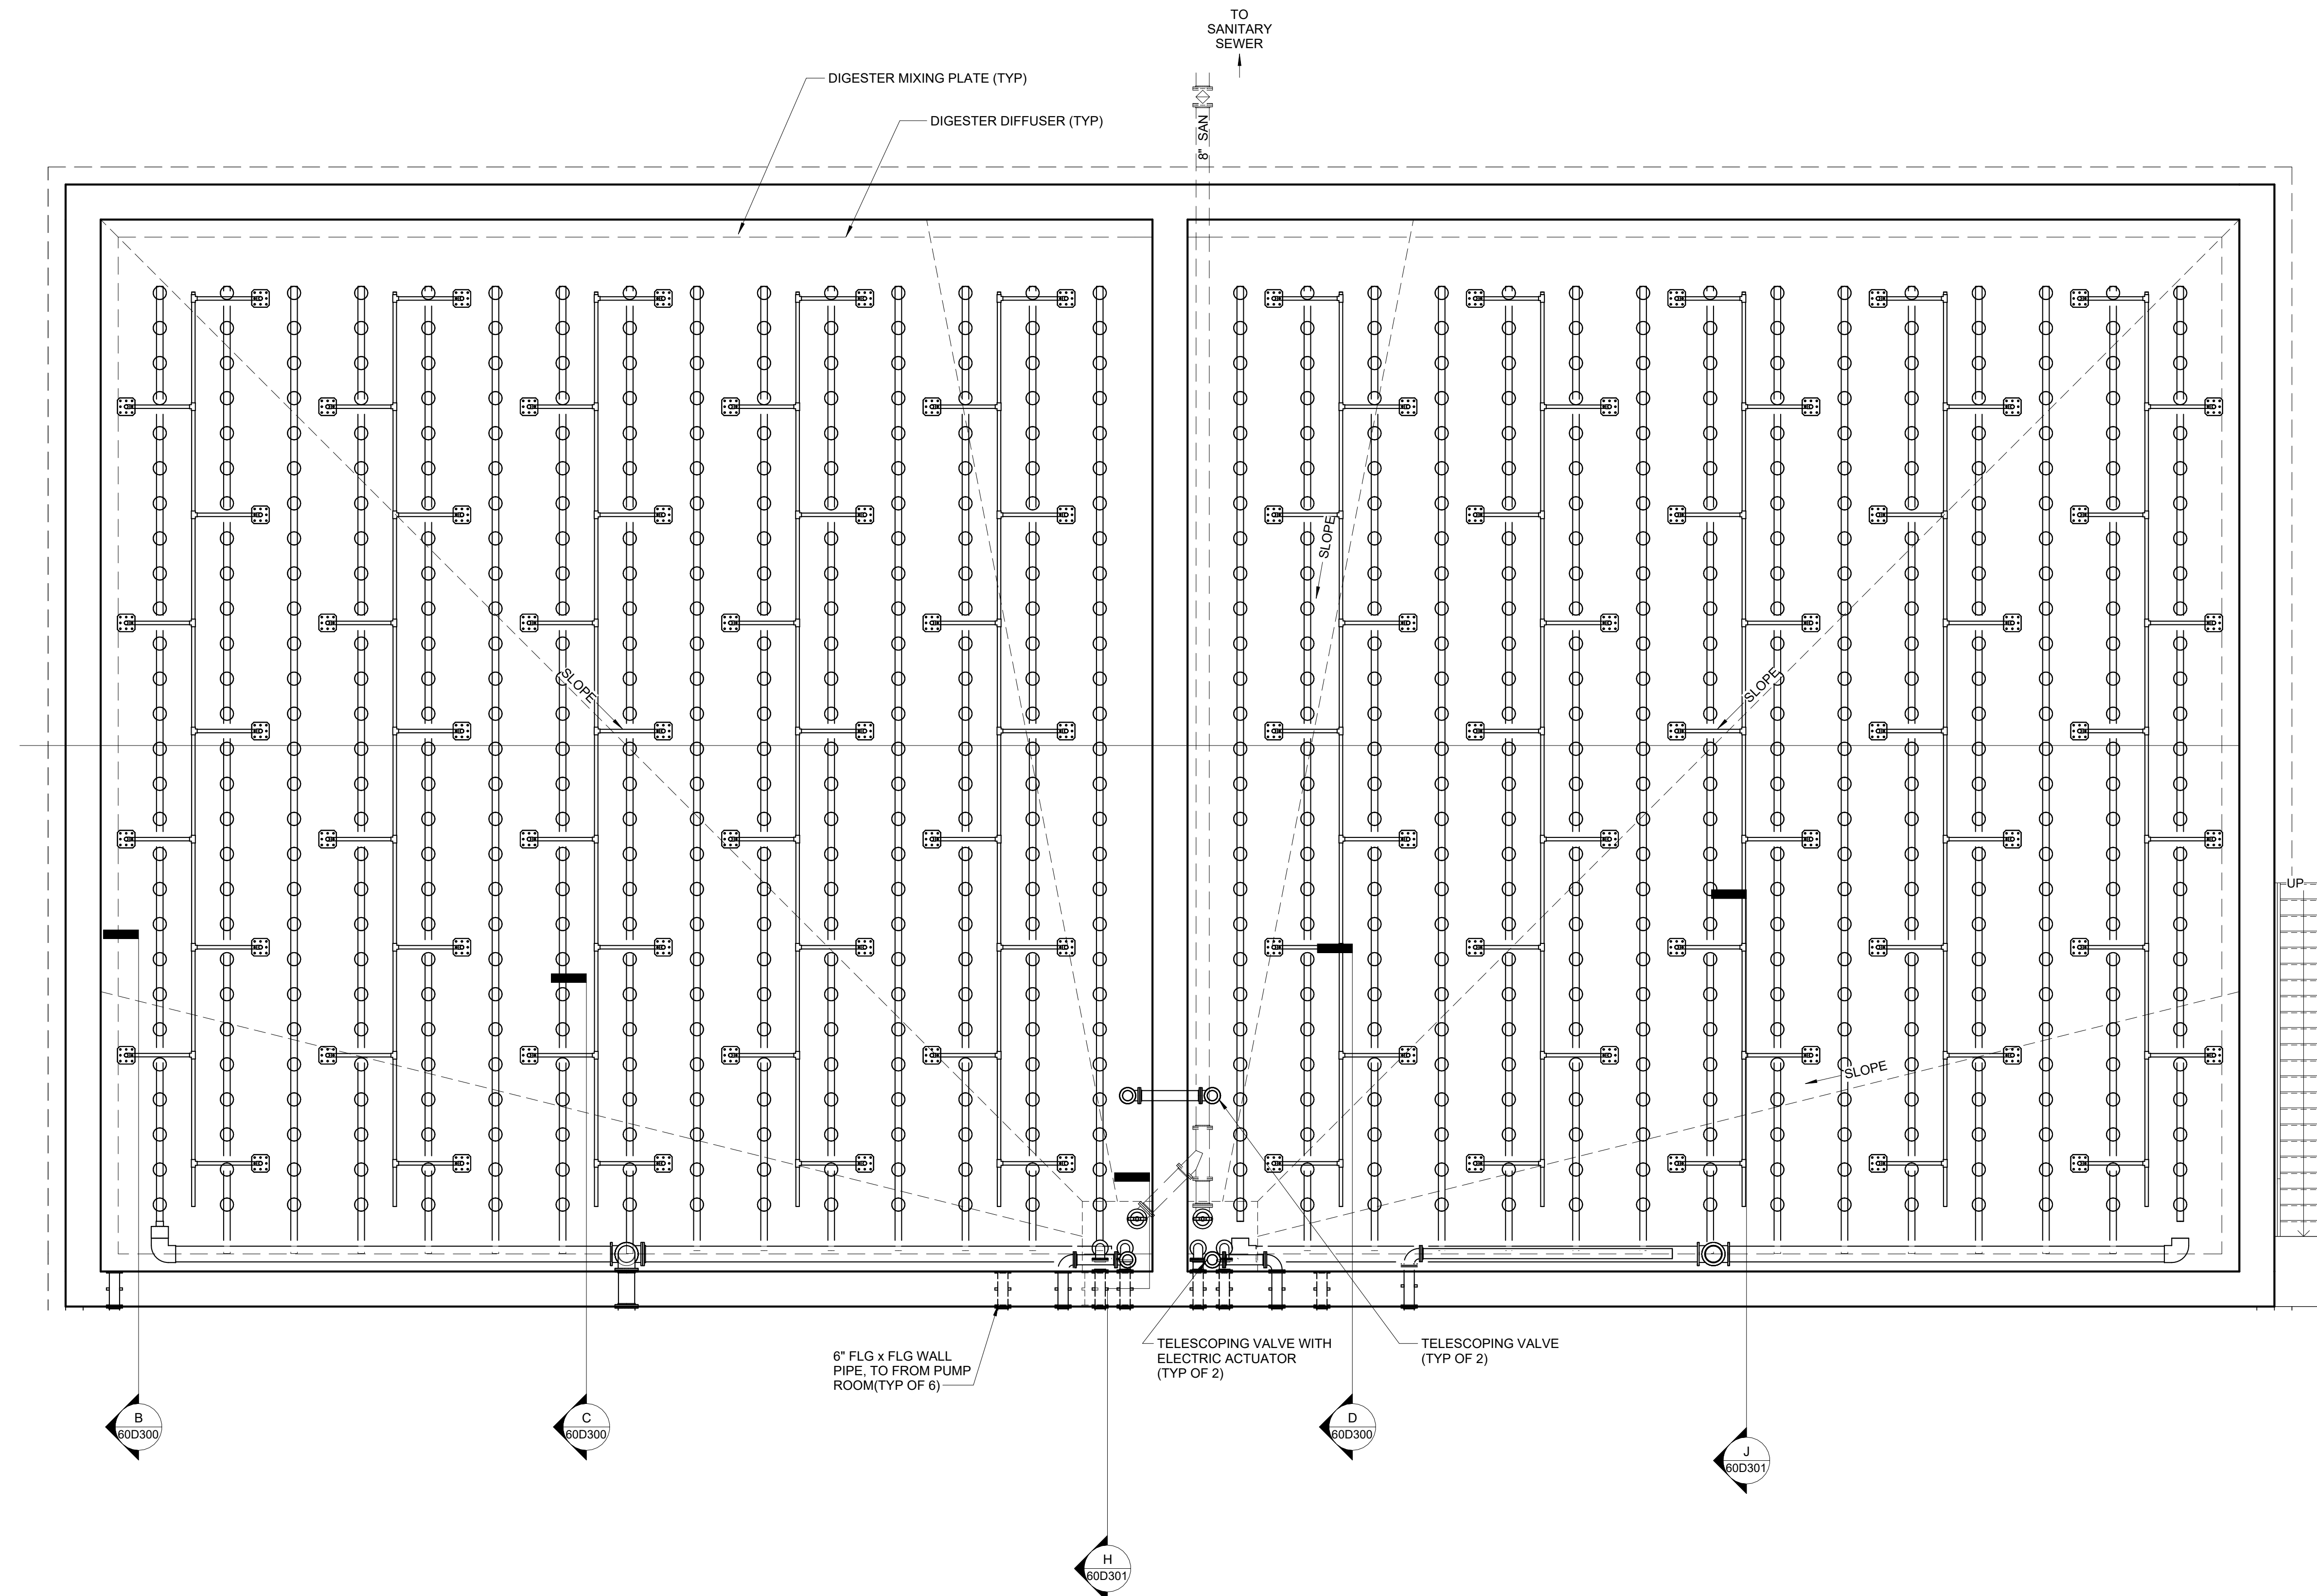 TO
SANITARY
SEWER
DIGESTER MIXING PLATE (TYP)
DIGESTER DIFFUSER (TYP)
8" SAN
SLOPE
SLOPE
SLOPE
UP
SLOPE
6" FLG x FLG WALL
PIPE, TO FROM PUMP
ROOM(TYP OF 6)
TELESCOPING VALVE WITH
ELECTRIC ACTUATOR
(TYP OF 2)
TELESCOPING VALVE
(TYP OF 2)
B
60D300
C
60D300
D
60D300
J
60D301
H
60D301